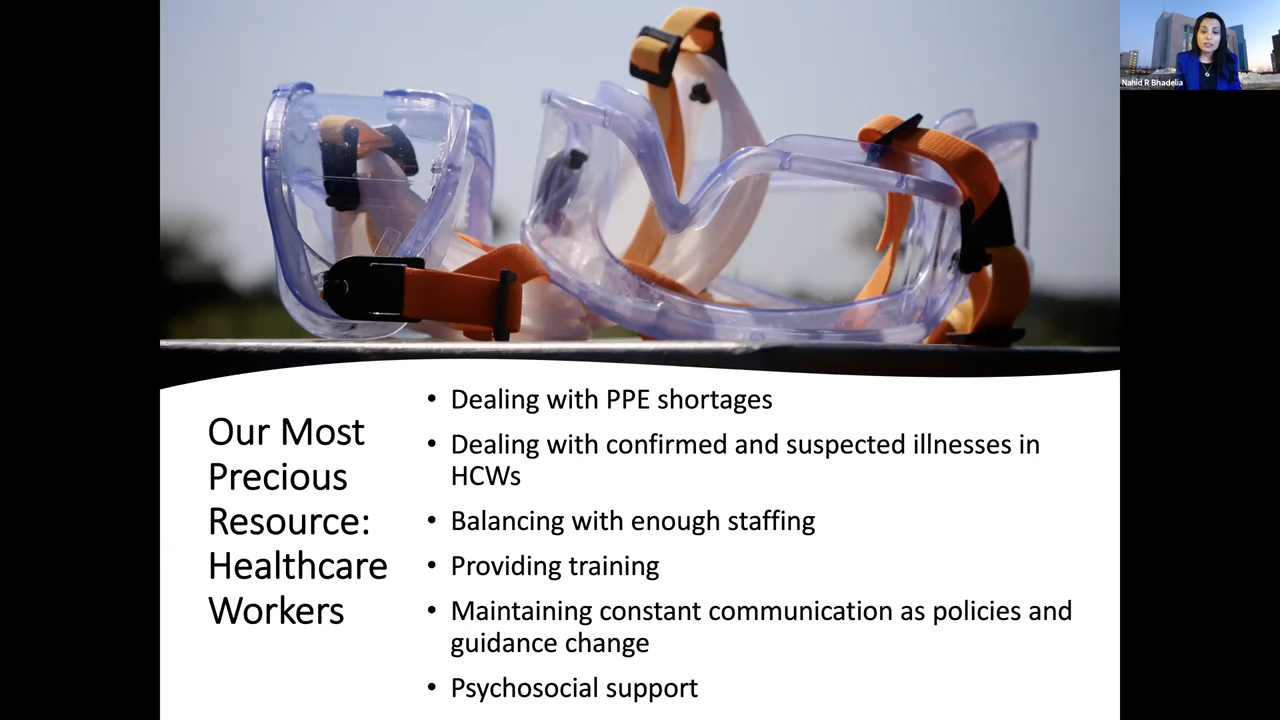 Nahid R Bhadelia
Our Most
Precious
Resource:
Healthcare
Workers
• Dealing with PPE shortages
• Dealing with confirmed and suspected illnesses in
HCWs
• Balancing with enough staffing
• Providing training
• Maintaining constant communication as policies and
guidance change
• Psychosocial support